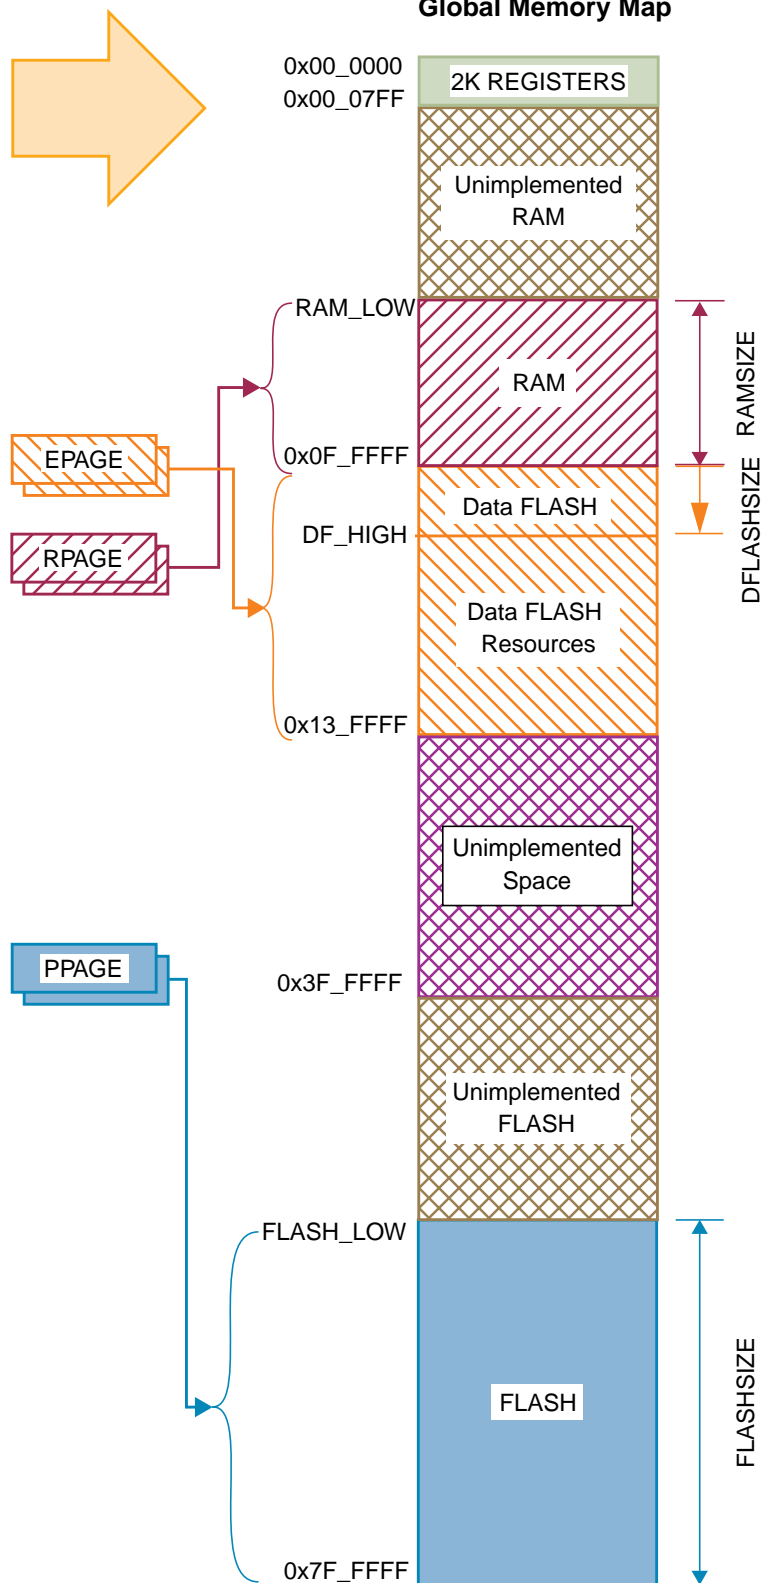 Global Memory Map
0x00_0000
2K REGISTERS
0x00_07FF
Unimplemented
RAM
RAM_LOW
RAM
RAMSIZE
EPAGE
0x0F_FFFF
Data FLASH
DF_HIGH
DFLASHSIZE
RPAGE
Data FLASH
Resources
0x13_FFFF
Unimplemented
Space
PPAGE
0x3F_FFFF
Unimplemented
FLASH
FLASH_LOW
FLASH
FLASHSIZE
0x7F_FFFF